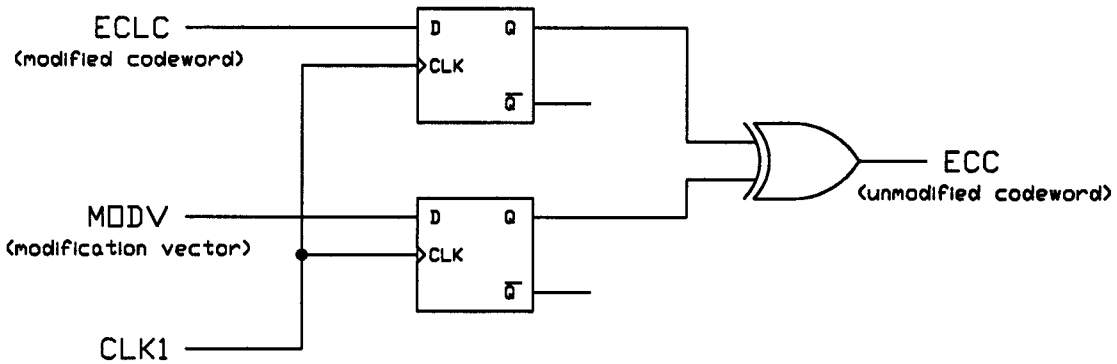 ECLC
(modified codeword)
D Q
CLK
Q̅
ECC
(unmodified codeword)
MODV
(modification vector)
D Q
CLK
Q̅
CLK1